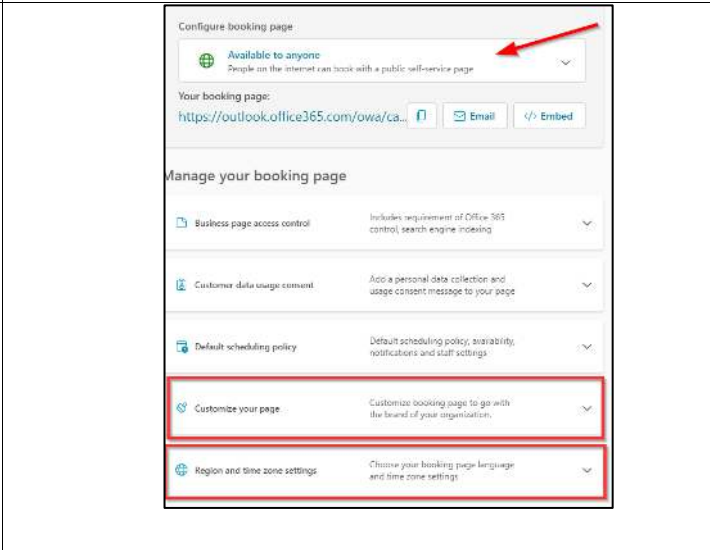 Configure booking page
Available to anyone
People on the internet can book with a public self-service page
Your booking page:
https://outlook.office365.com/owa/ca... Email </> Embed
Manage your booking page
Business page access control
Includes requirement of Office 365
control, search engine indexing
Customer data usage consent
Add a personal data collection and
usage consent message to your page
Default scheduling policy
Default scheduling policy, availability,
notifications and staff settings
Customize your page
Customize booking page to go with
the brand of your organization.
Region and time zone settings
Choose your booking page language
and time zone settings